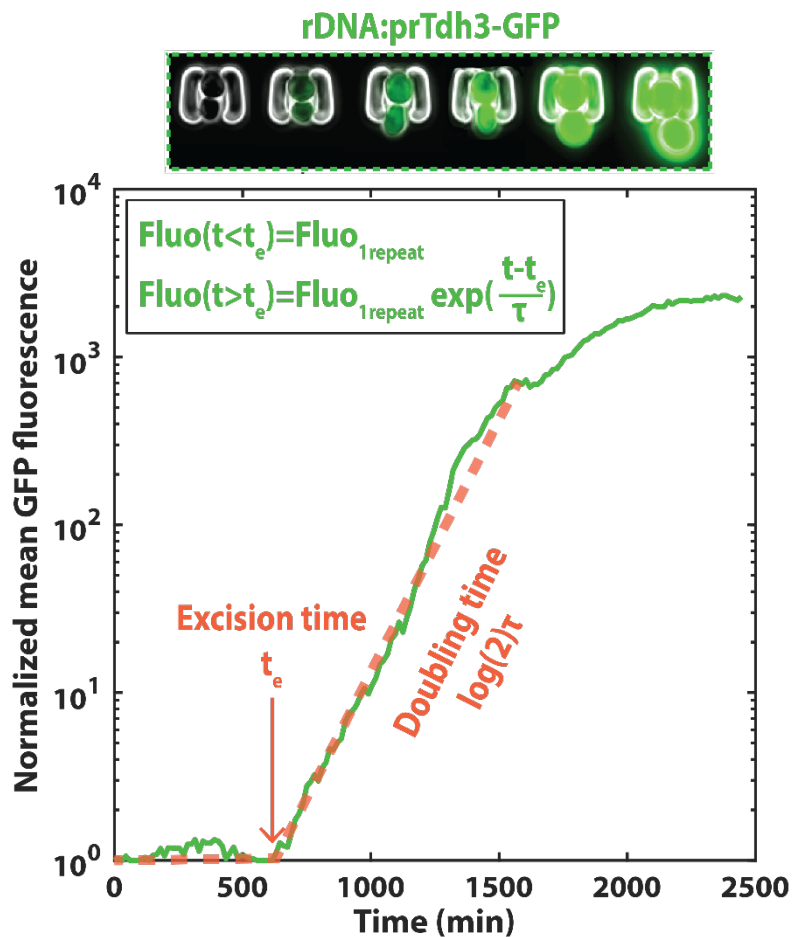 rDNA:prTdh3-GFP
10⁴
Fluo(t<tₑ)=Fluo₁repeat
Fluo(t>tₑ)=Fluo₁repeat exp(t-tₑ/τ)
10³
10²
10¹
10⁰
Normalized mean GFP fluorescence
Excision time
tₑ
Doubling time
log(2)τ
0
500
1000
1500
2000
2500
Time (min)